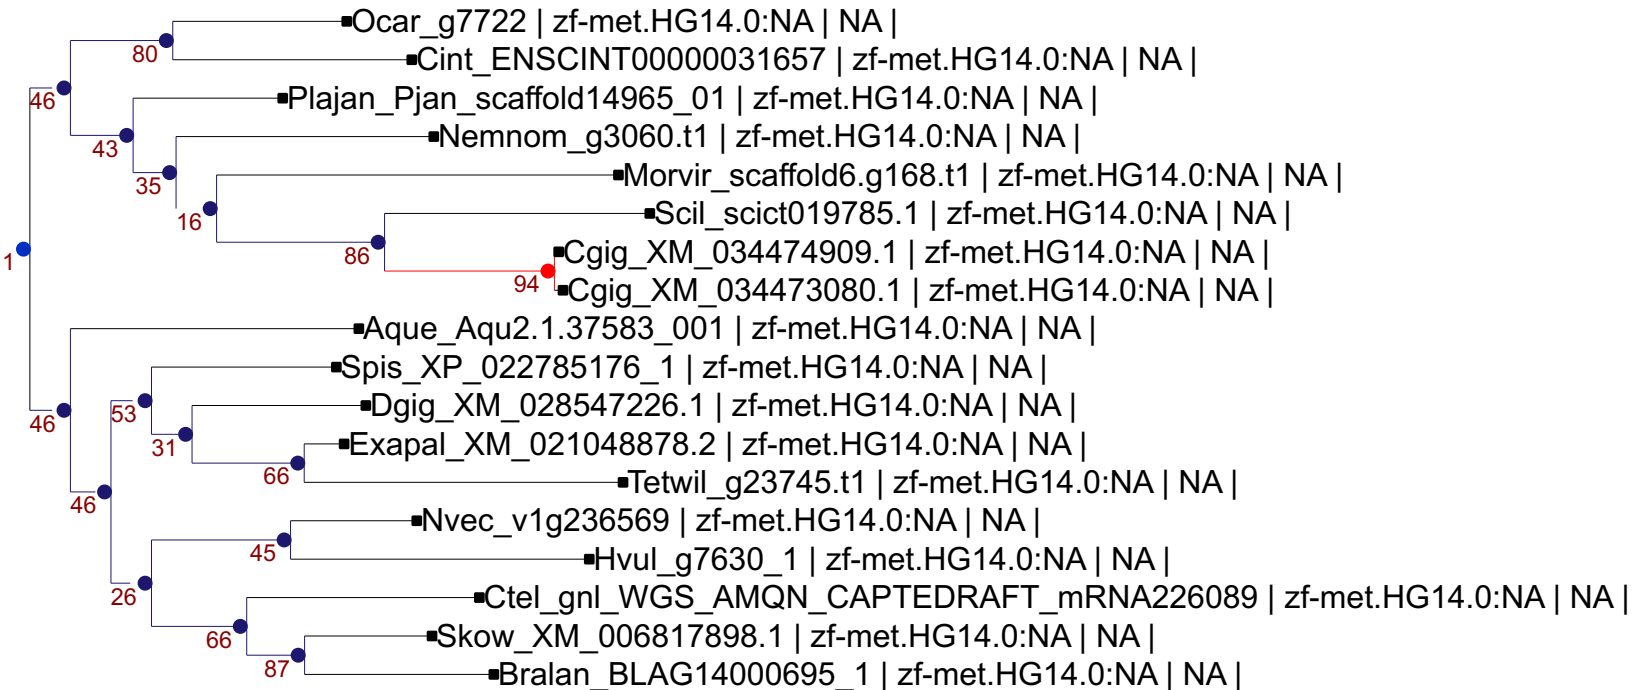 Ocar_g7722 | zf-met.HG14.0:NA | NA |
80
Cint_ENSCINT00000031657 | zf-met.HG14.0:NA | NA |
46
Plajan_Pjan_scaffold14965_01 | zf-met.HG14.0:NA | NA |
43
Nemnom_g3060.t1 | zf-met.HG14.0:NA | NA |
35
Morvir_scaffold6.g168.t1 | zf-met.HG14.0:NA | NA |
16
Scil_scict019785.1 | zf-met.HG14.0:NA | NA |
86
Cgig_XM_034474909.1 | zf-met.HG14.0:NA | NA |
1
94
Cgig_XM_034473080.1 | zf-met.HG14.0:NA | NA |
Aque_Aqu2.1.37583_001 | zf-met.HG14.0:NA | NA |
Spis_XP_022785176_1 | zf-met.HG14.0:NA | NA |
53
Dgig_XM_028547226.1 | zf-met.HG14.0:NA | NA |
46
31
Exapal_XM_021048878.2 | zf-met.HG14.0:NA | NA |
66
Tetwil_g23745.t1 | zf-met.HG14.0:NA | NA |
46
Nvec_v1g236569 | zf-met.HG14.0:NA | NA |
45
Hvul_g7630_1 | zf-met.HG14.0:NA | NA |
26
Ctel_gnl_WGS_AMQN_CAPTEDRAFT_mRNA226089 | zf-met.HG14.0:NA | NA |
66
Skow_XM_006817898.1 | zf-met.HG14.0:NA | NA |
87
Bralan_BLAG14000695_1 | zf-met.HG14.0:NA | NA |